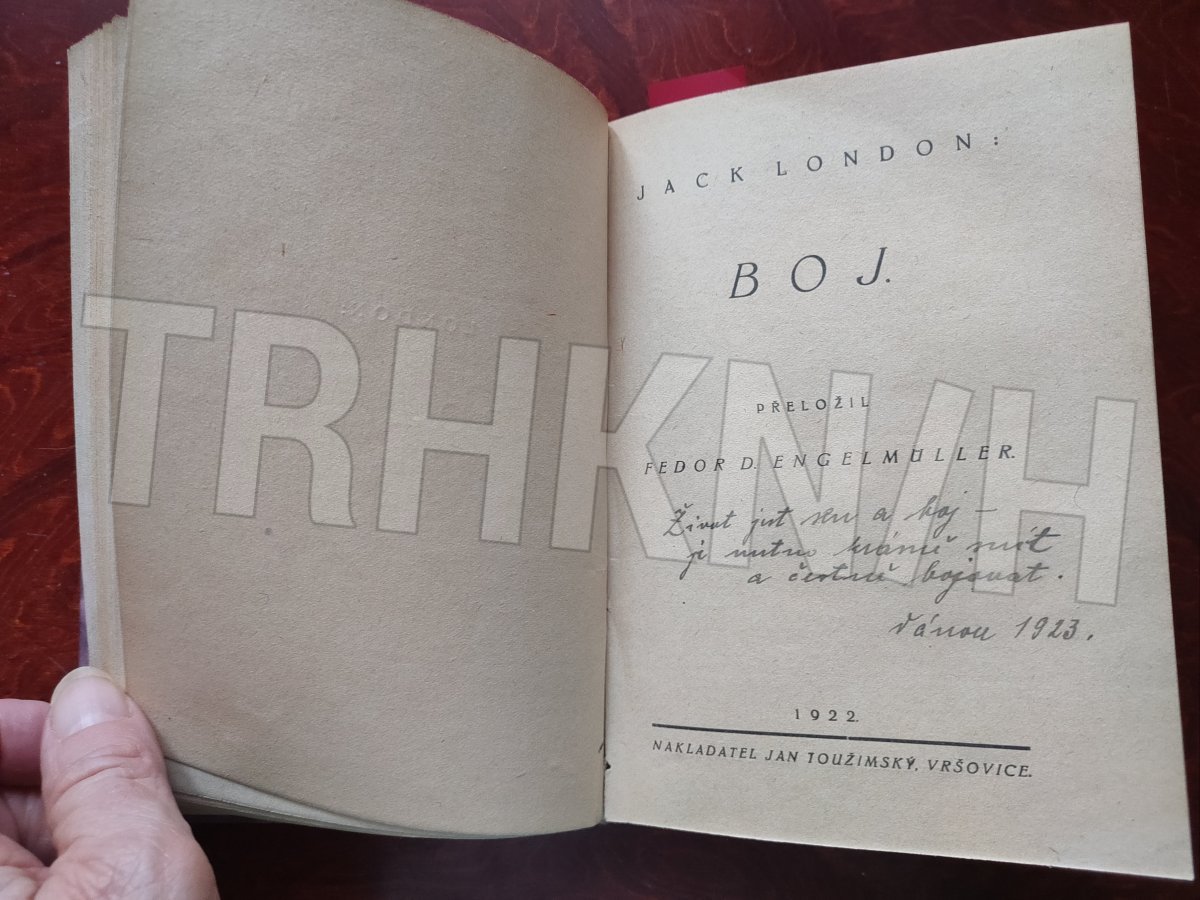 JACK LONDON:
BOJ.
PŘELOŽIL
FEDOR D. ENGELMÜLLER.
Život jest sen a boj –
je nutno krásně snít
a čestně bojovat.
Vánoce 1923.
1922.
NAKLADATEL JAN TOUŽIMSKÝ, VRŠOVICE.
TRHKNIH